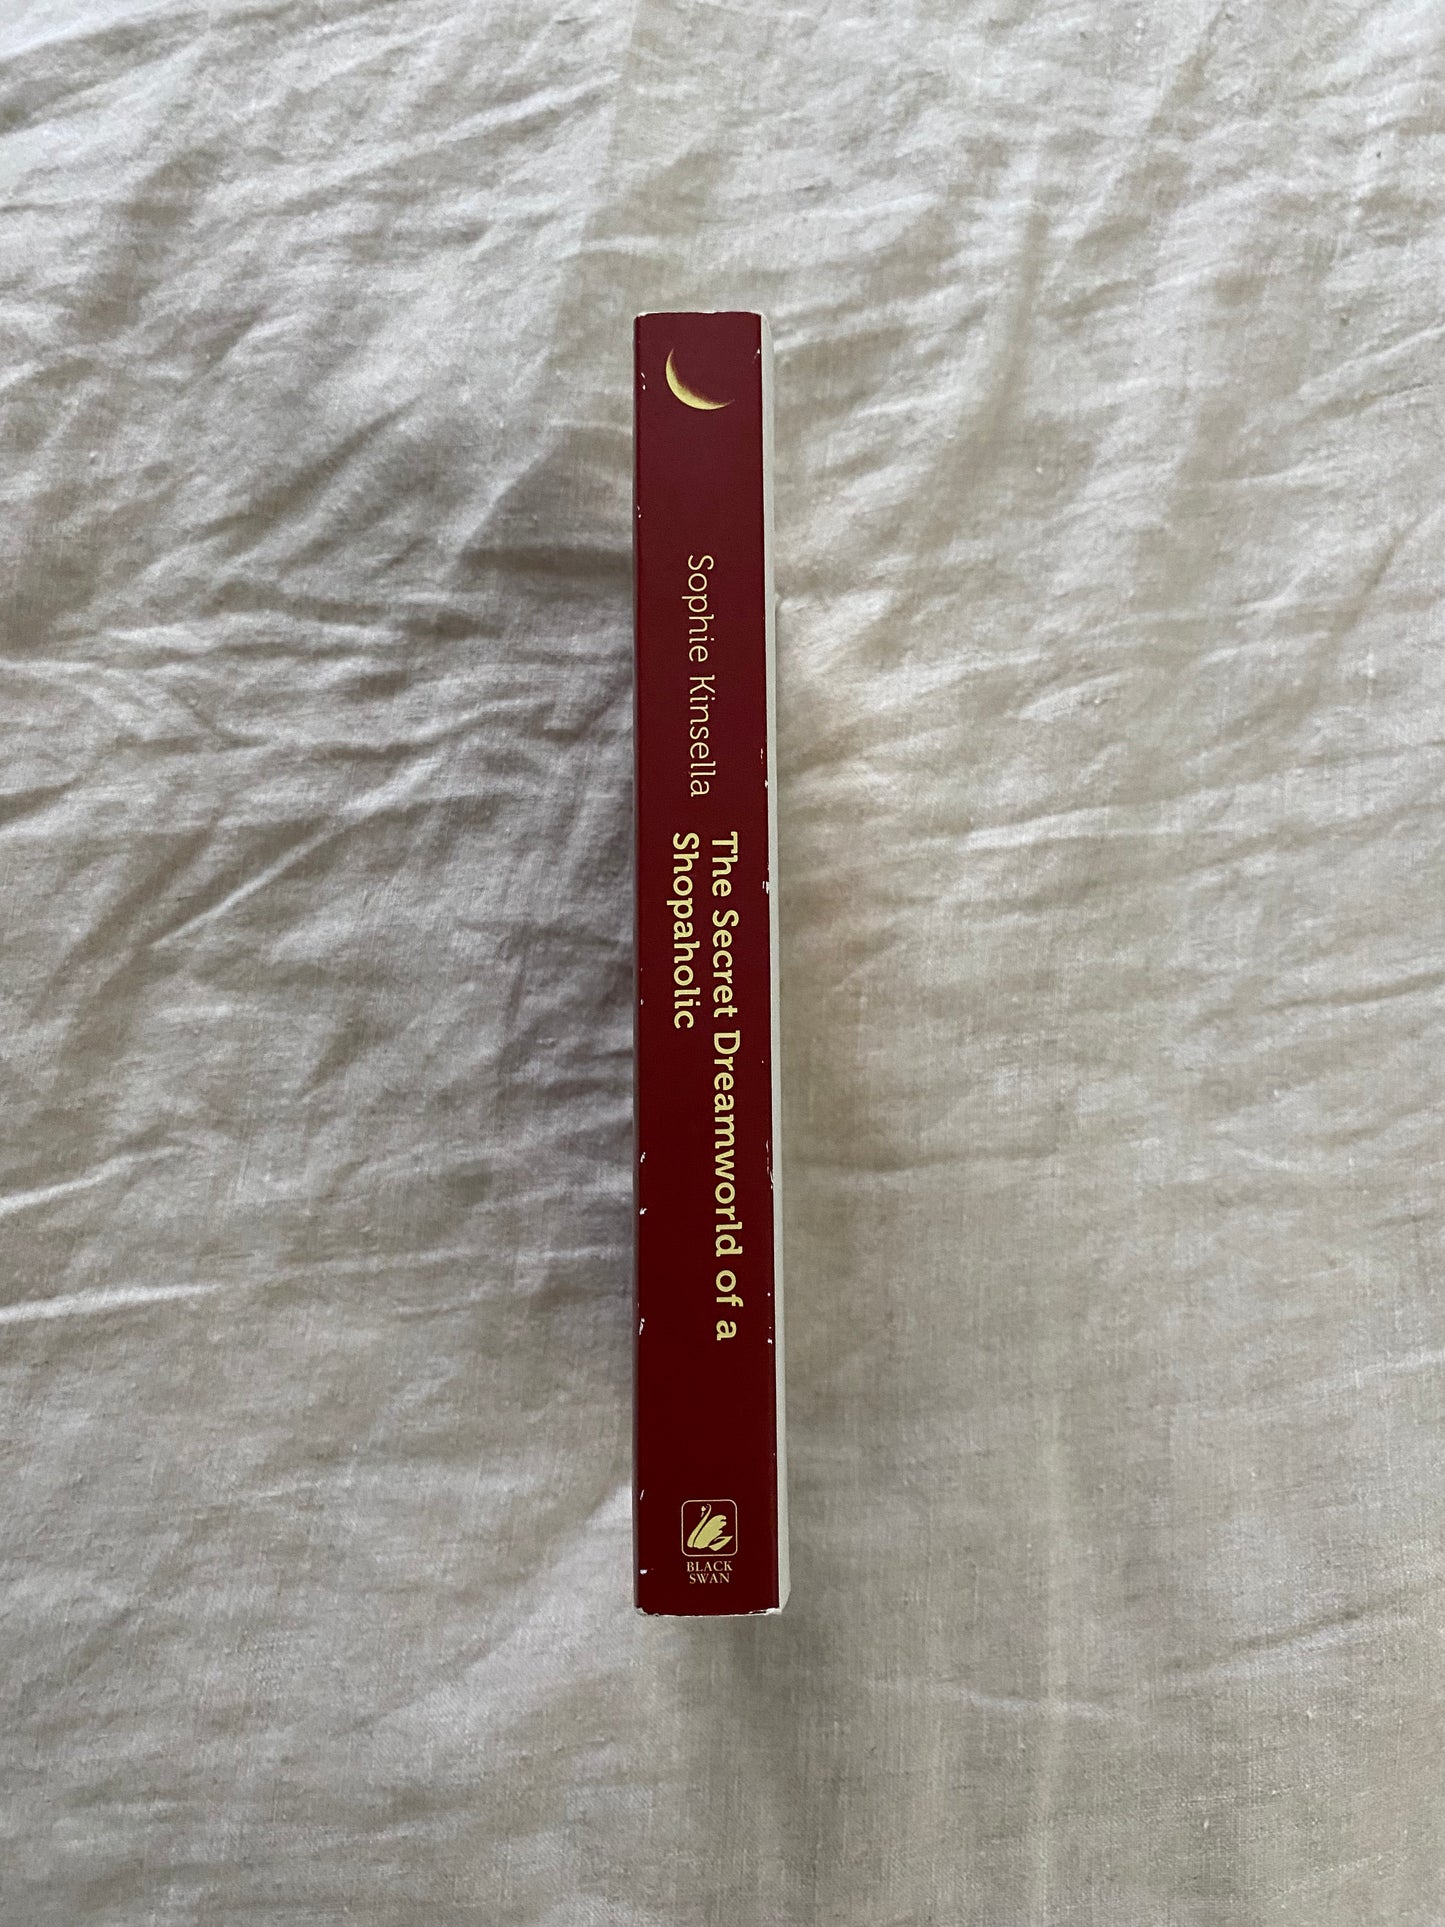 Sophie Kinsella
The Secret Dreamworld of a
Shopaholic
BLACK
SWAN